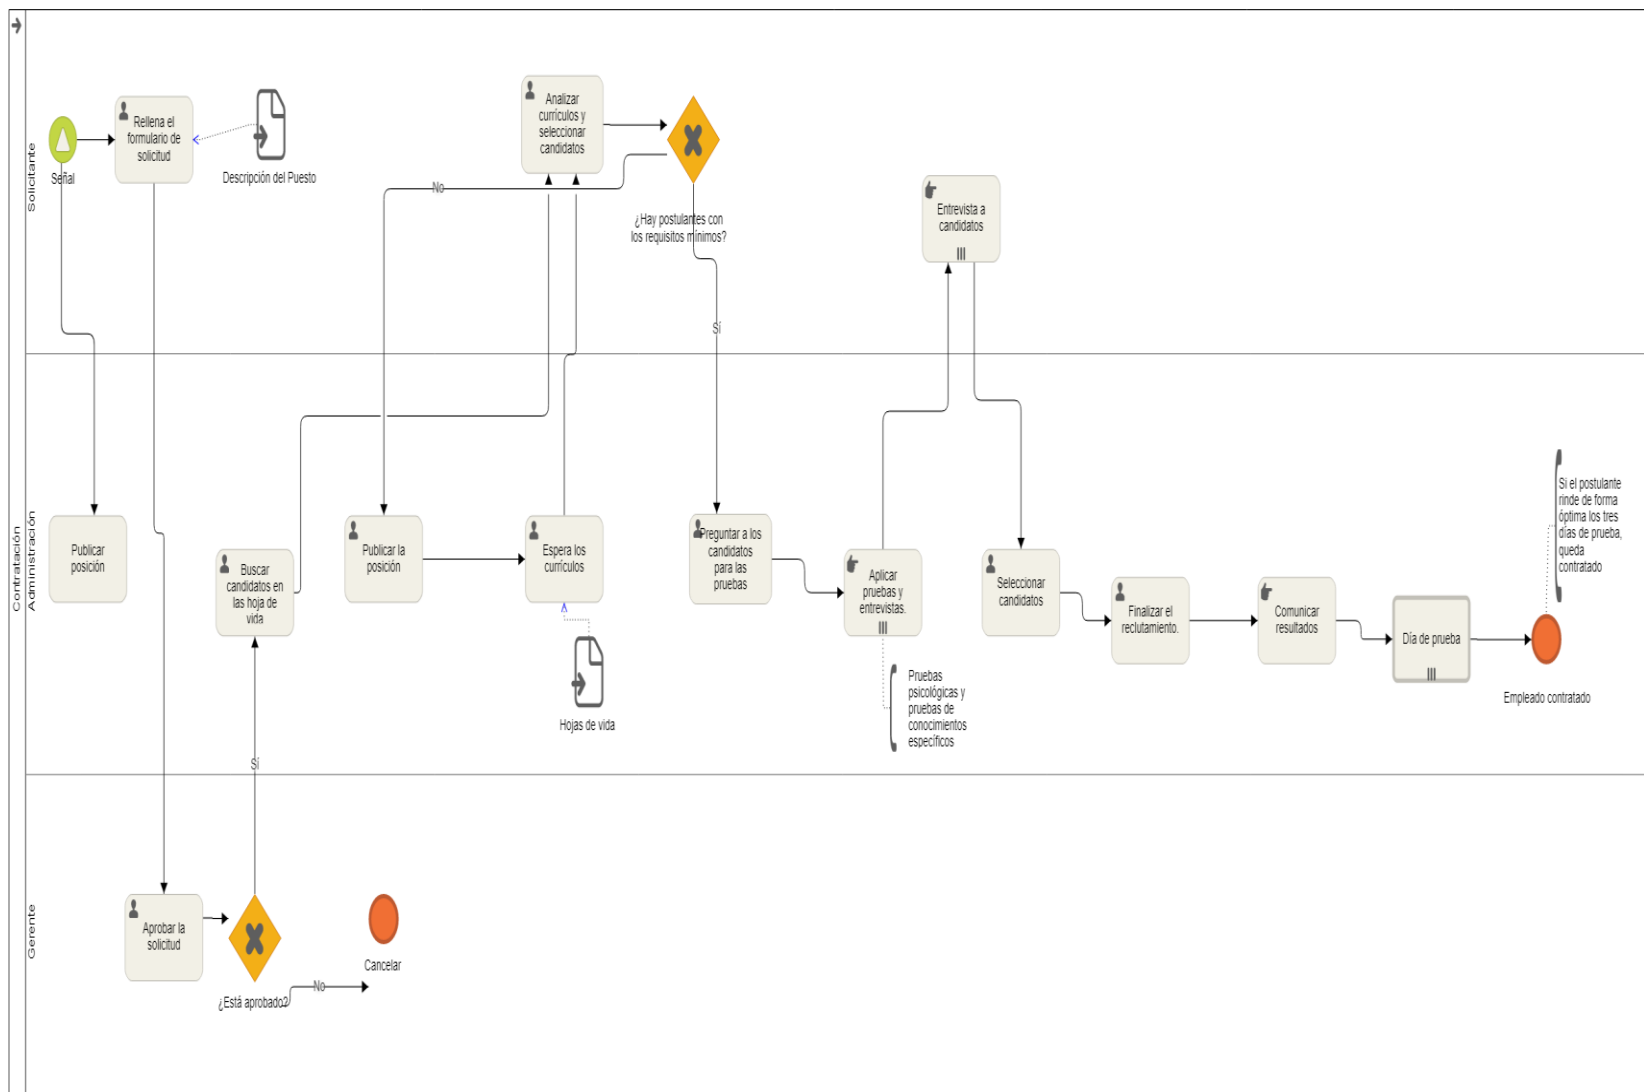 Contratación
Solicitante
Señal
Rellena el
formulario de
solicitud
Descripción del Puesto
Analizar
currículos y
seleccionar
candidatos
¿Hay postulantes con
los requisitos mínimos?
No
Sí
Entrevista a
candidatos
Administración
Publicar
posición
Buscar
candidatos en
las hoja de
vida
Publicar la
posición
Espera los
currículos
Hojas de vida
Preguntar a los
candidatos
para las
pruebas
Aplicar
pruebas y
entrevistas.
Pruebas
psicológicas y
pruebas de
conocimientos
específicos
Seleccionar
candidatos
Finalizar el
reclutamiento.
Comunicar
resultados
Día de prueba
Si el postulante
rinde de forma
óptima los tres
días de prueba,
queda
contratado
Empleado contratado
Gerente
Aprobar la
solicitud
Sí
¿Está aprobado?
No
Cancelar